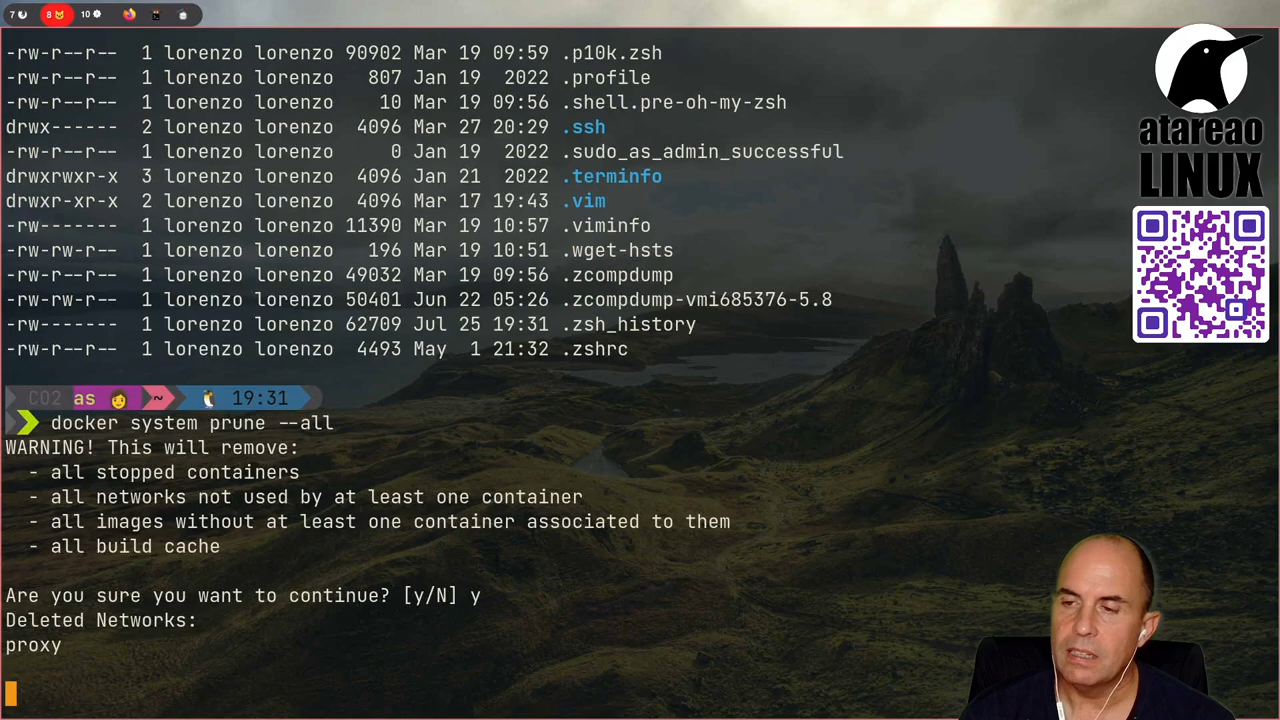 7 8 10
-rw-r--r-- 1 lorenzo lorenzo 90902 Mar 19 09:59 .p10k.zsh
-rw-r--r-- 1 lorenzo lorenzo 807 Jan 19 2022 .profile
-rw-r--r-- 1 lorenzo lorenzo 10 Mar 19 09:56 .shell.pre-oh-my-zsh
drwx------ 2 lorenzo lorenzo 4096 Mar 27 20:29 .ssh
-rw-r--r-- 1 lorenzo lorenzo 0 Jan 19 2022 .sudo_as_admin_successful
drwxrwxr-x 3 lorenzo lorenzo 4096 Jan 21 2022 .terminfo
drwxr-xr-x 2 lorenzo lorenzo 4096 Mar 17 19:43 .vim
-rw------- 1 lorenzo lorenzo 11390 Mar 19 10:57 .viminfo
-rw-rw-r-- 1 lorenzo lorenzo 196 Mar 19 10:51 .wget-hsts
-rw-rw-r-- 1 lorenzo lorenzo 49032 Mar 19 09:56 .zcompdump
-rw-rw-r-- 1 lorenzo lorenzo 50401 Jun 22 05:26 .zcompdump-vmi685376-5.8
-rw------- 1 lorenzo lorenzo 62709 Jul 25 19:31 .zsh_history
-rw-r--r-- 1 lorenzo lorenzo 4493 May 1 21:32 .zshrc
CO2 as ~ 19:31
docker system prune --all
WARNING! This will remove:
- all stopped containers
- all networks not used by at least one container
- all images without at least one container associated to them
- all build cache
Are you sure you want to continue? [y/N] y
Deleted Networks:
proxy
atareao
LINUX